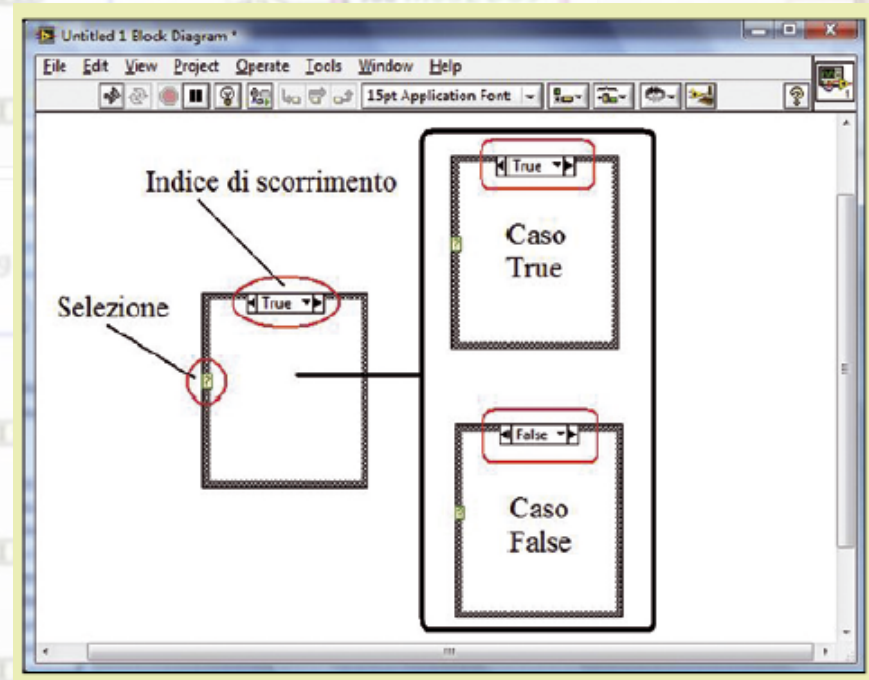 Untitled 1 Block Diagram *
File Edit View Project Operate Tools Window Help
15pt Application Font
1
Indice di scorrimento
Selezione
True
?
True
?
Caso
True
False
?
Caso
False